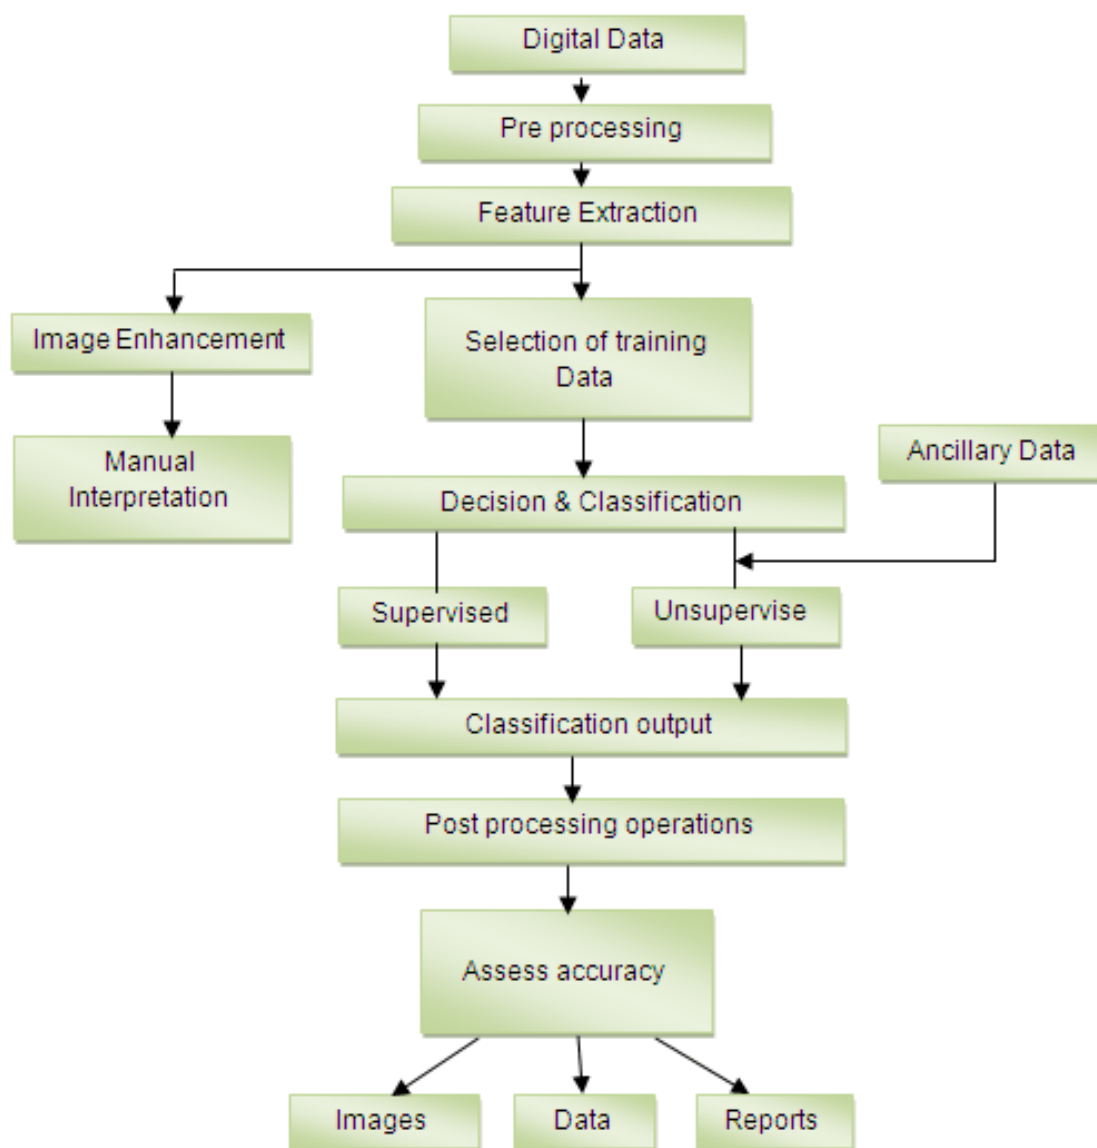 Digital Data
Pre processing
Feature Extraction
Image Enhancement
Selection of training
Data
Manual
Interpretation
Ancillary Data
Decision & Classification
Supervised
Unsupervise
Classification output
Post processing operations
Assess accuracy
Images
Data
Reports